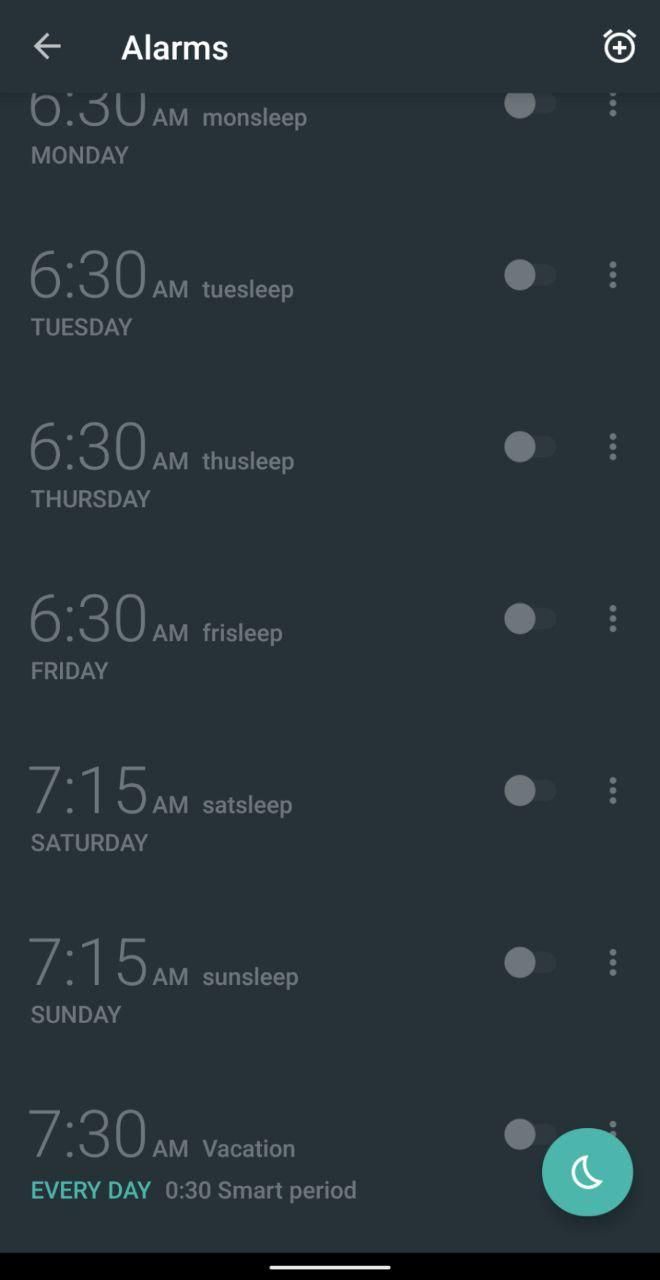 Alarms
6:30 AM monsleep
MONDAY
6:30 AM tuesleep
TUESDAY
6:30 AM thusleep
THURSDAY
6:30 AM frisleep
FRIDAY
7:15 AM satsleep
SATURDAY
7:15 AM sunsleep
SUNDAY
7:30 AM Vacation
EVERY DAY 0:30 Smart period